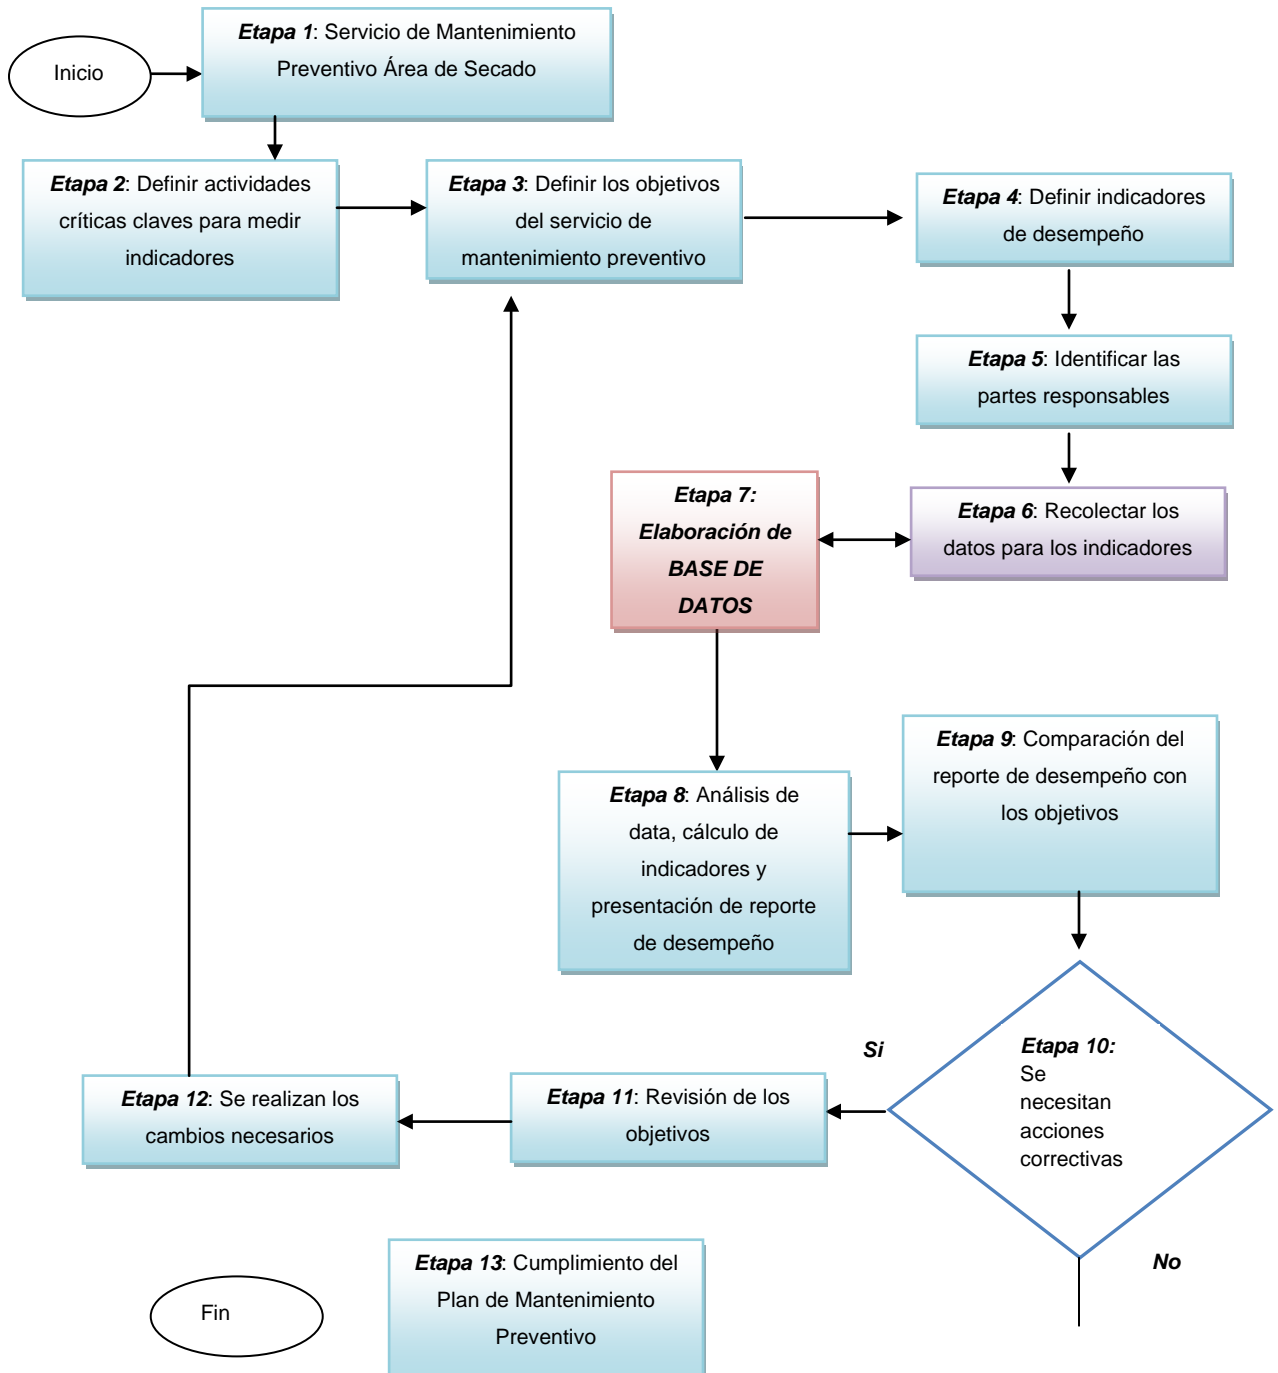 Inicio
Etapa 1: Servicio de Mantenimiento
Preventivo Área de Secado
Etapa 2: Definir actividades
críticas claves para medir
indicadores
Etapa 3: Definir los objetivos
del servicio de
mantenimiento preventivo
Etapa 4: Definir indicadores
de desempeño
Etapa 5: Identificar las
partes responsables
Etapa 6: Recolectar los
datos para los indicadores
Etapa 7:
Elaboración de
BASE DE
DATOS
Etapa 8: Análisis de
data, cálculo de
indicadores y
presentación de reporte
de desempeño
Etapa 9: Comparación del
reporte de desempeño con
los objetivos
Etapa 10:
Se
necesitan
acciones
correctivas
Si
No
Etapa 11: Revisión de los
objetivos
Etapa 12: Se realizan los
cambios necesarios
Etapa 13: Cumplimiento del
Plan de Mantenimiento
Preventivo
Fin